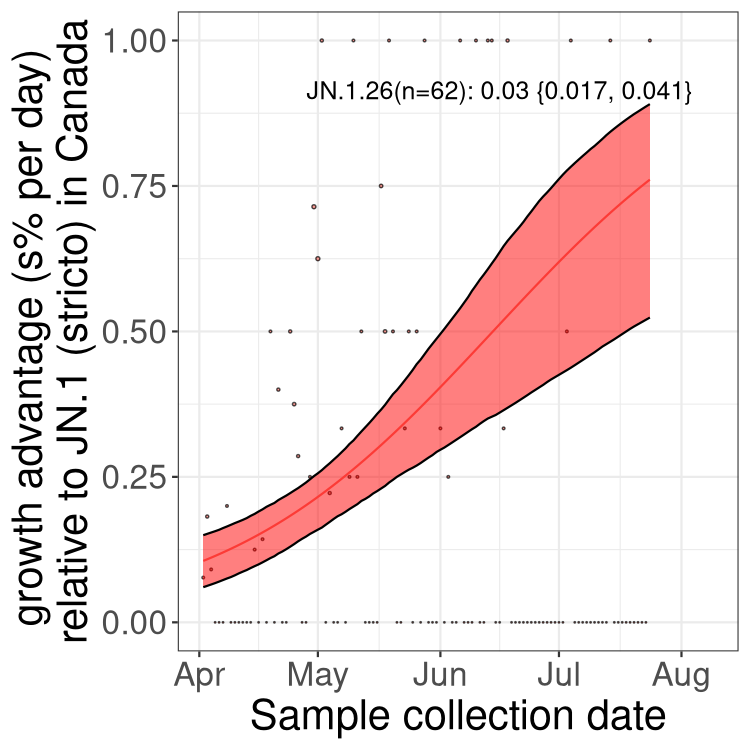 growth advantage (s% per day)
relative to JN.1 (stricto) in Canada
1.00
0.75
0.50
0.25
0.00
JN.1.26(n=62): 0.03 {0.017, 0.041}
Apr May Jun Jul Aug
Sample collection date